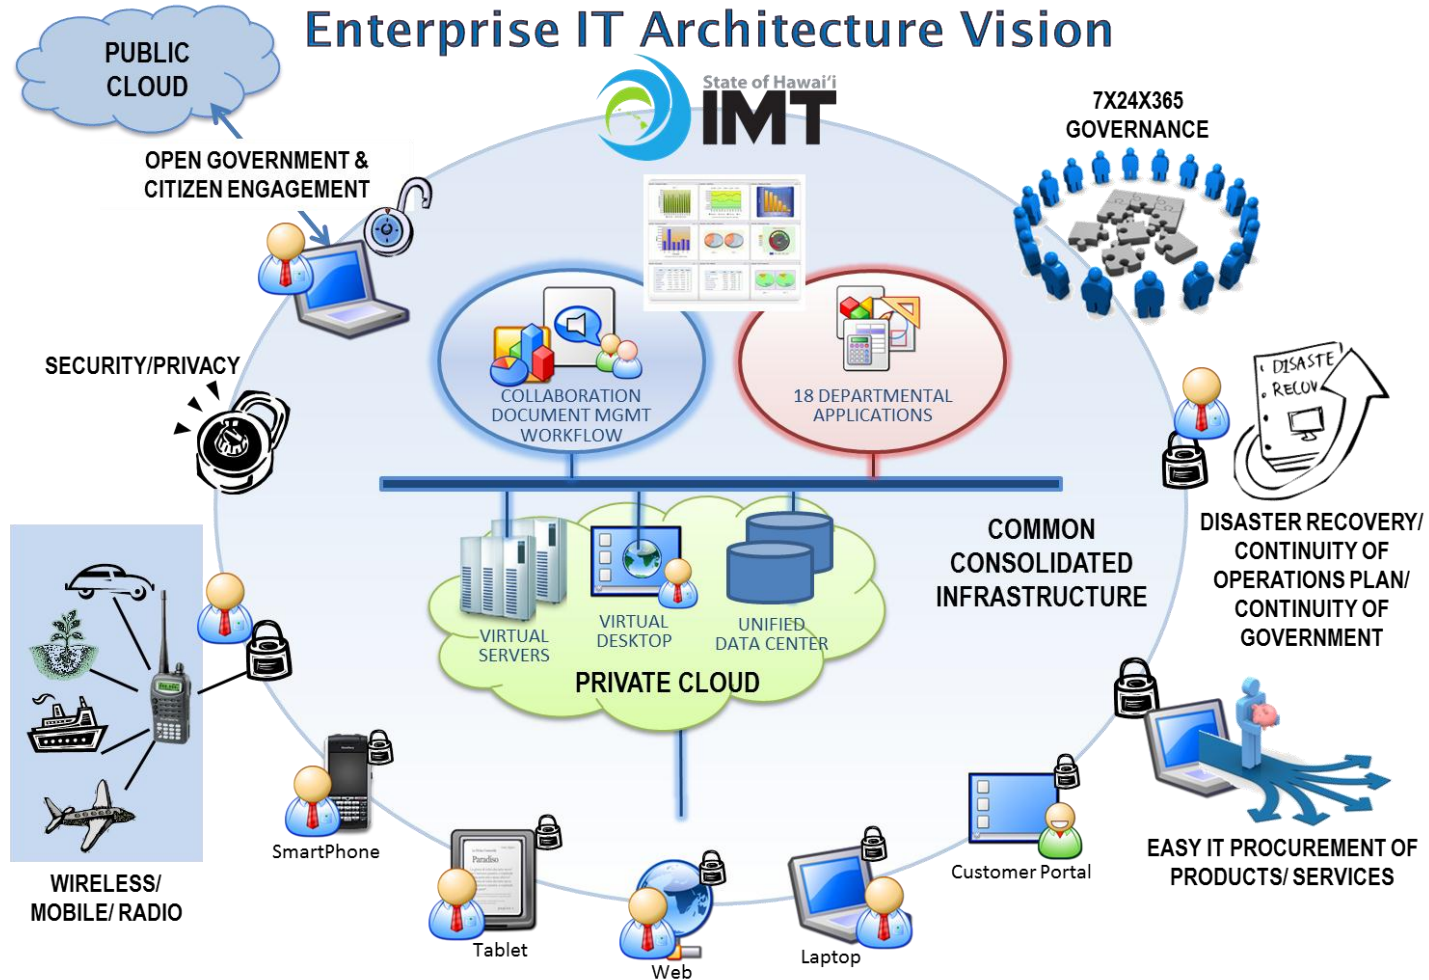 Enterprise IT Architecture Vision
PUBLIC
CLOUD
State of Hawai‘i
IMT
7X24X365
GOVERNANCE
OPEN GOVERNMENT &
CITIZEN ENGAGEMENT
SECURITY/PRIVACY
COLLABORATION
DOCUMENT MGMT
WORKFLOW
18 DEPARTMENTAL
APPLICATIONS
DISASTE
RECOV
DISASTER RECOVERY/
CONTINUITY OF
OPERATIONS PLAN/
CONTINUITY OF
GOVERNMENT
COMMON
CONSOLIDATED
INFRASTRUCTURE
VIRTUAL
SERVERS
VIRTUAL
DESKTOP
UNIFIED
DATA CENTER
PRIVATE CLOUD
WIRELESS/
MOBILE/ RADIO
SmartPhone
Paradiso
Tablet
Web
Laptop
Customer Portal
EASY IT PROCUREMENT OF
PRODUCTS/ SERVICES